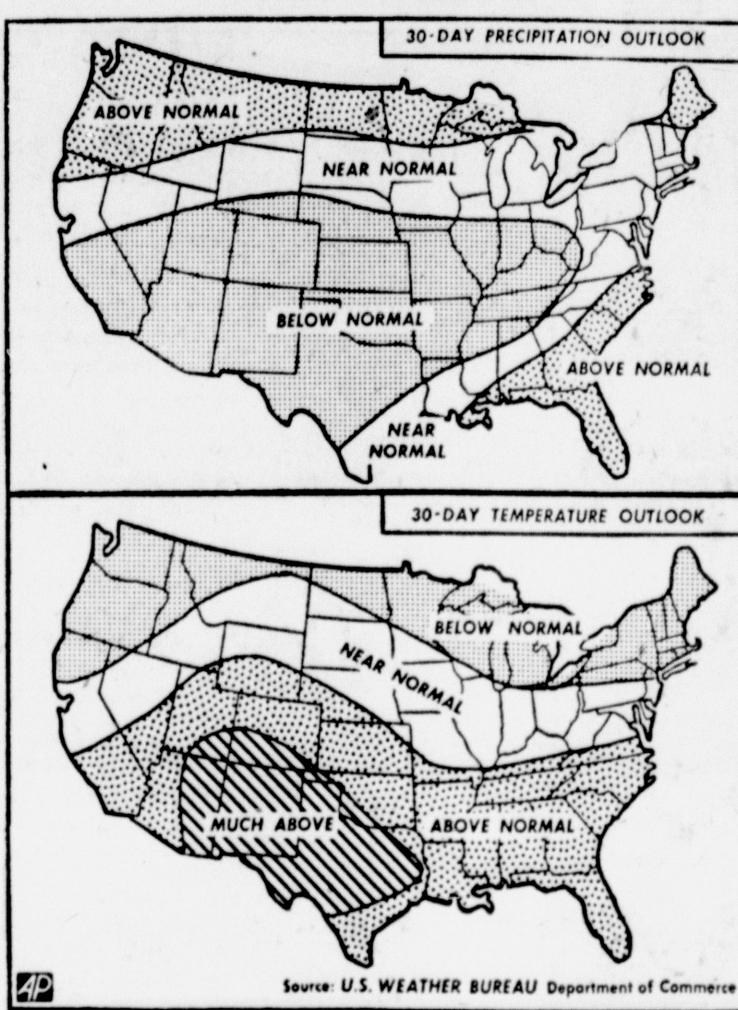 30-DAY PRECIPITATION OUTLOOK
ABOVE NORMAL
NEAR NORMAL
BELOW NORMAL
ABOVE NORMAL
NEAR
NORMAL
30-DAY TEMPERATURE OUTLOOK
BELOW NORMAL
NEAR NORMAL
MUCH ABOVE
ABOVE NORMAL
AP
Source: U.S. WEATHER BUREAU Department of Commerce